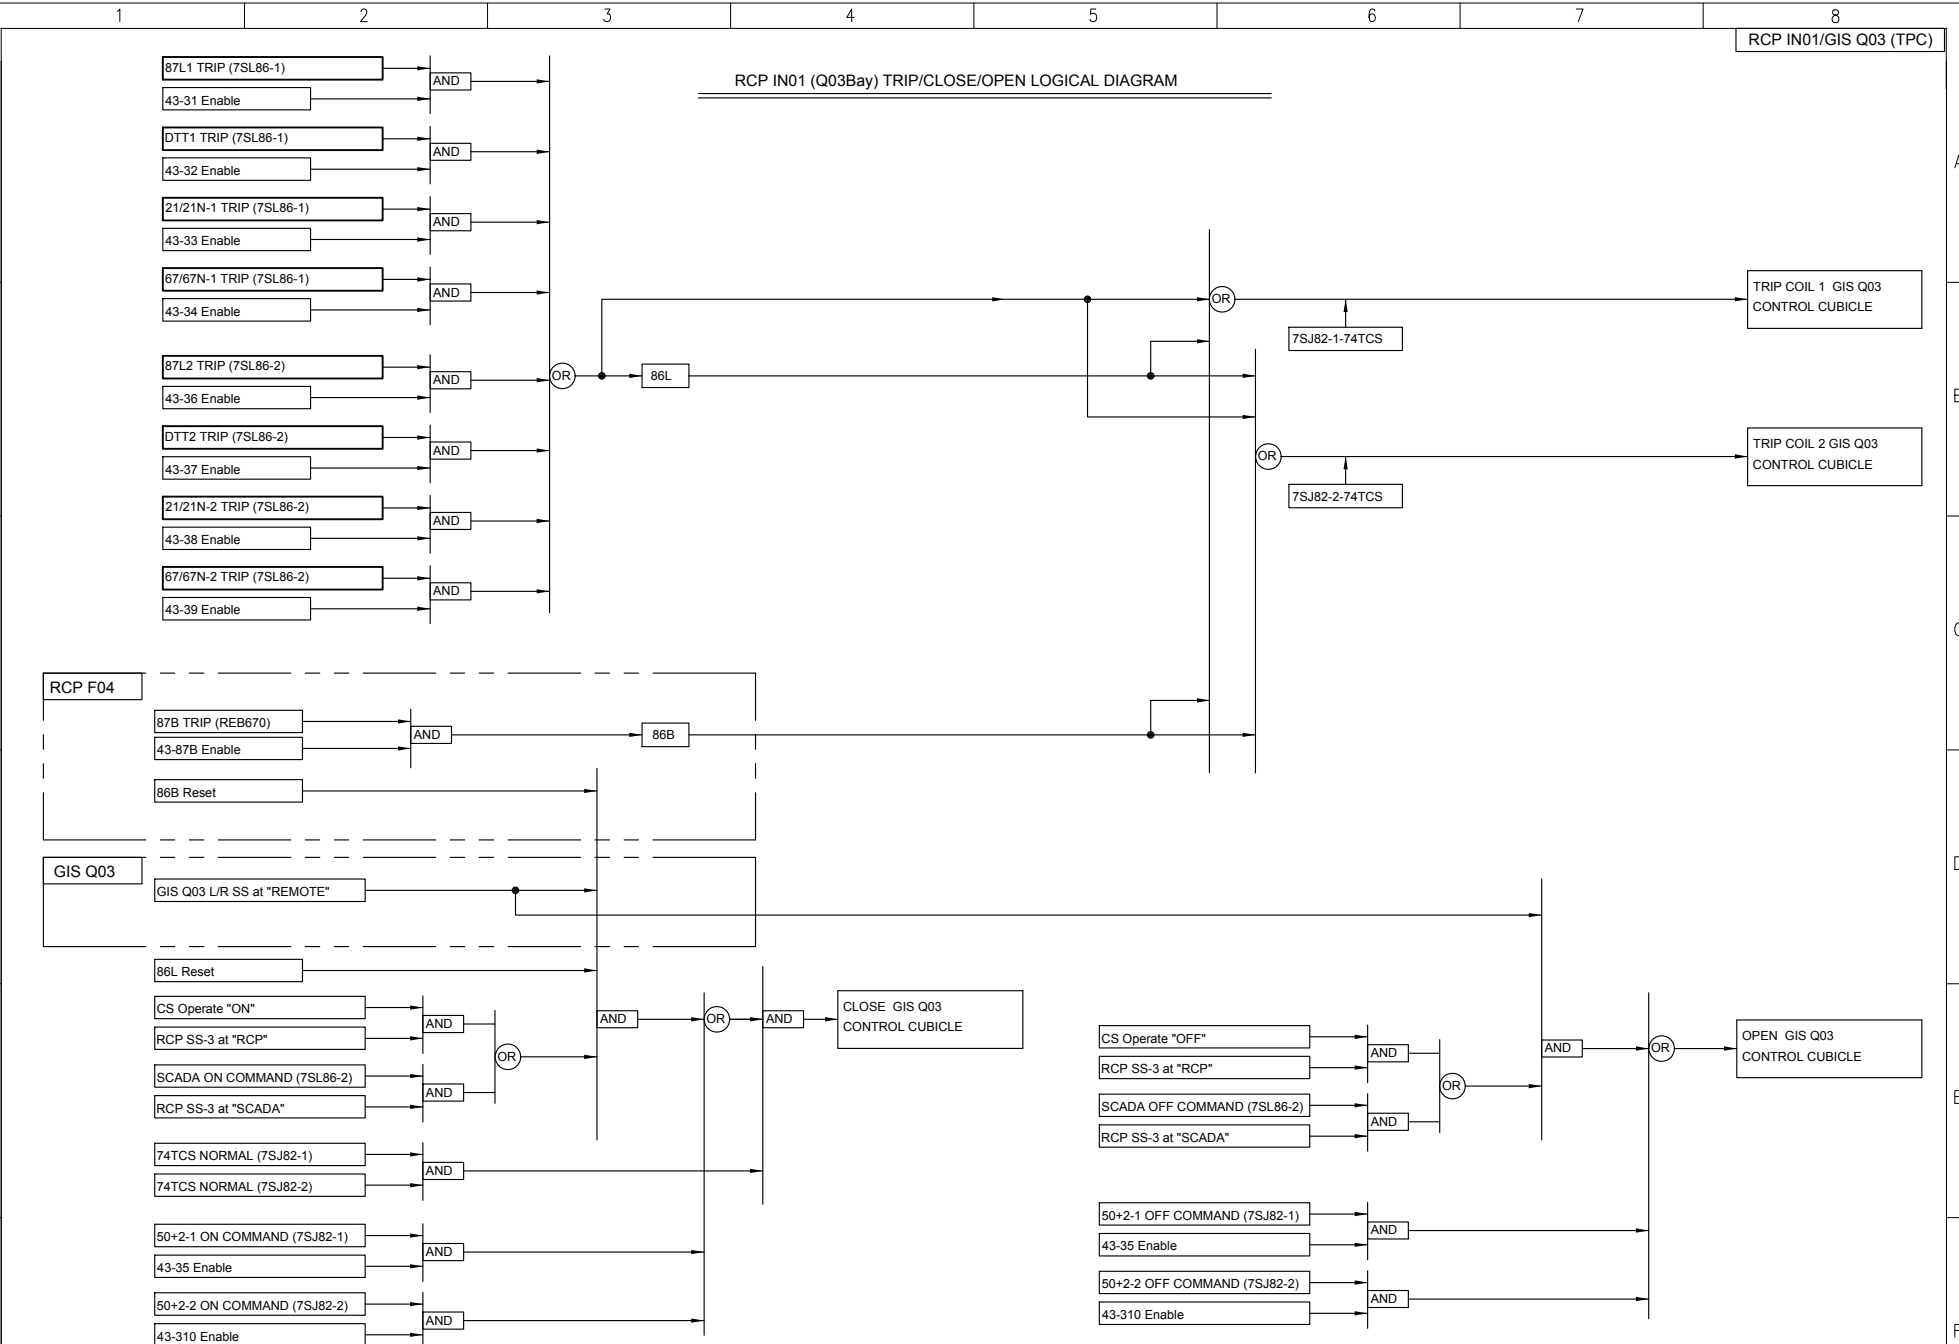 1 2 3 4 5 6 7 8
RCP IN01/GIS Q03 (TPC)
RCP IN01 (Q03Bay) TRIP/CLOSE/OPEN LOGICAL DIAGRAM
87L1 TRIP (7SL86-1)
AND
43-31 Enable
DTT1 TRIP (7SL86-1)
AND
43-32 Enable
A
21/21N-1 TRIP (7SL86-1)
AND
43-33 Enable
67/67N-1 TRIP (7SL86-1)
AND
43-34 Enable
OR
TRIP COIL 1 GIS Q03
CONTROL CUBICLE
7SJ82-1-74TCS
87L2 TRIP (7SL86-2)
AND
43-36 Enable
OR
86L
B
DTT2 TRIP (7SL86-2)
AND
43-37 Enable
OR
TRIP COIL 2 GIS Q03
CONTROL CUBICLE
7SJ82-2-74TCS
21/21N-2 TRIP (7SL86-2)
AND
43-38 Enable
67/67N-2 TRIP (7SL86-2)
AND
43-39 Enable
C
RCP F04
87B TRIP (REB670)
AND
43-87B Enable
86B
86B Reset
GIS Q03
GIS Q03 L/R SS at "REMOTE"
D
86L Reset
CS Operate "ON"
AND
RCP SS-3 at "RCP"
OR
SCADA ON COMMAND (7SL86-2)
AND
RCP SS-3 at "SCADA"
AND
OR
AND
CLOSE GIS Q03
CONTROL CUBICLE
74TCS NORMAL (7SJ82-1)
AND
74TCS NORMAL (7SJ82-2)
50+2-1 ON COMMAND (7SJ82-1)
AND
43-35 Enable
50+2-2 ON COMMAND (7SJ82-2)
AND
43-310 Enable
CS Operate "OFF"
AND
RCP SS-3 at "RCP"
OR
SCADA OFF COMMAND (7SL86-2)
AND
RCP SS-3 at "SCADA"
AND
OR
OPEN GIS Q03
CONTROL CUBICLE
E
50+2-1 OFF COMMAND (7SJ82-1)
AND
43-35 Enable
50+2-2 OFF COMMAND (7SJ82-2)
AND
43-310 Enable
F